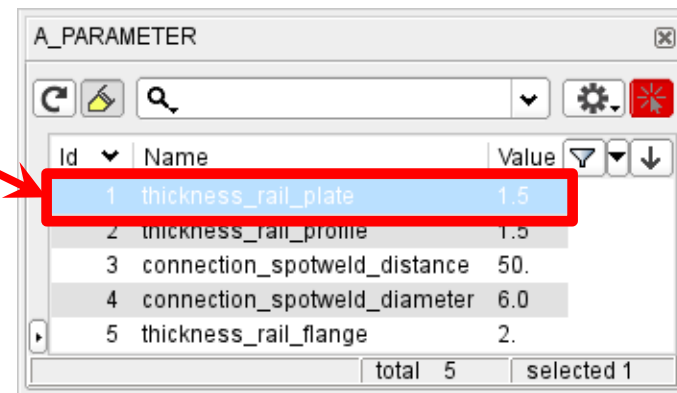 A_PARAMETER
Id Name Value
1 thickness_rail_plate 1.5
2 thickness_rail_profile 1.5
3 connection_spotweld_distance 50.
4 connection_spotweld_diameter 6.0
5 thickness_rail_flange 2.
total 5 selected 1